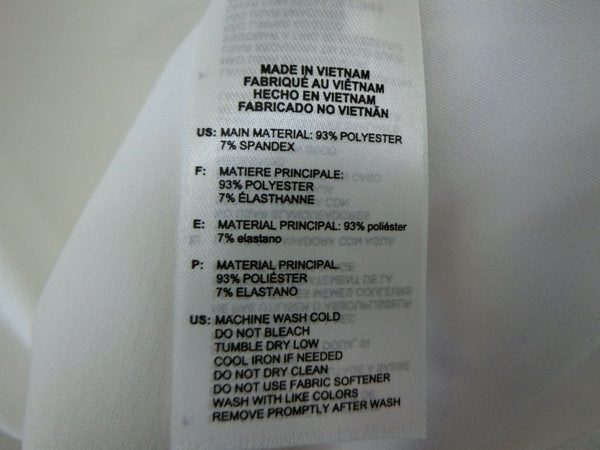 MADE IN VIETNAM
FABRIQUÉ AU VIÊTNAM
HECHO EN VIETNAM
FABRICADO NO VIETNÃN
US: MAIN MATERIAL: 93% POLYESTER
7% SPANDEX
F: MATIERE PRINCIPALE:
93% POLYESTER
7% ÉLASTHANNE
E: MATERIAL PRINCIPAL: 93% poliéster
7% elastano
P: MATERIAL PRINCIPAL.
93% POLIÉSTER
7% ELASTANO
US: MACHINE WASH COLD
DO NOT BLEACH
TUMBLE DRY LOW
COOL IRON IF NEEDED
DO NOT DRY CLEAN
DO NOT USE FABRIC SOFTENER
WASH WITH LIKE COLORS
REMOVE PROMPTLY AFTER WASH